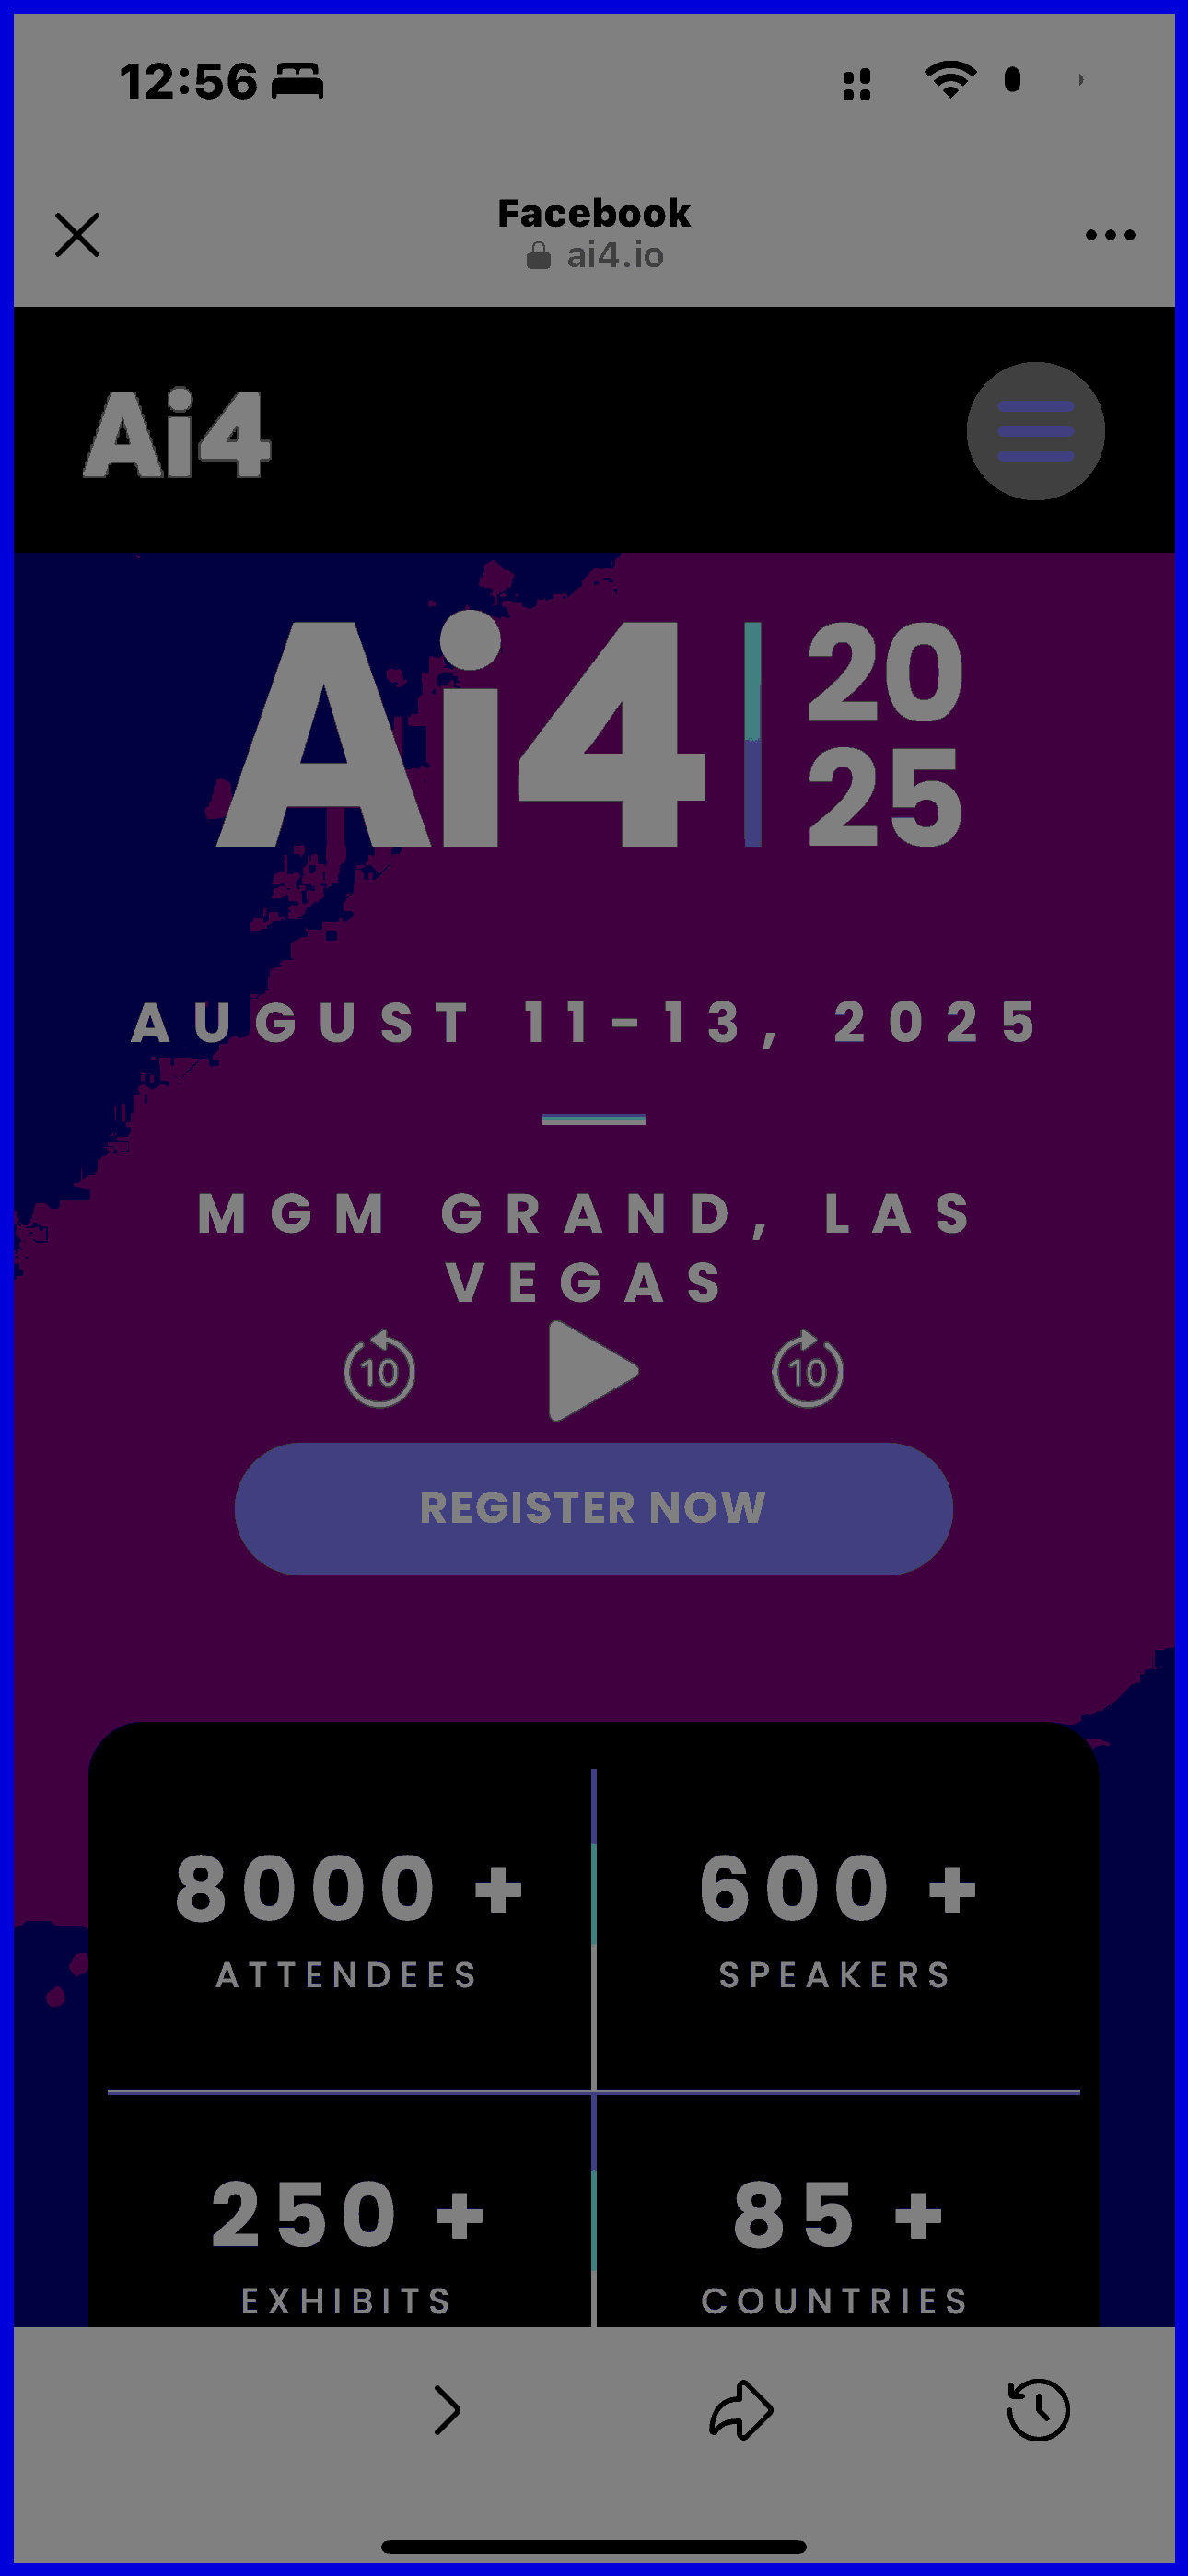 12:56
Facebook
ai4.io
Ai4
Ai4 20
25
AUGUST 11-13, 2025
MGM GRAND, LAS
VEGAS
10 10
REGISTER NOW
8000 + 600 +
ATTENDEES SPEAKERS
250 + 85 +
EXHIBITS COUNTRIES